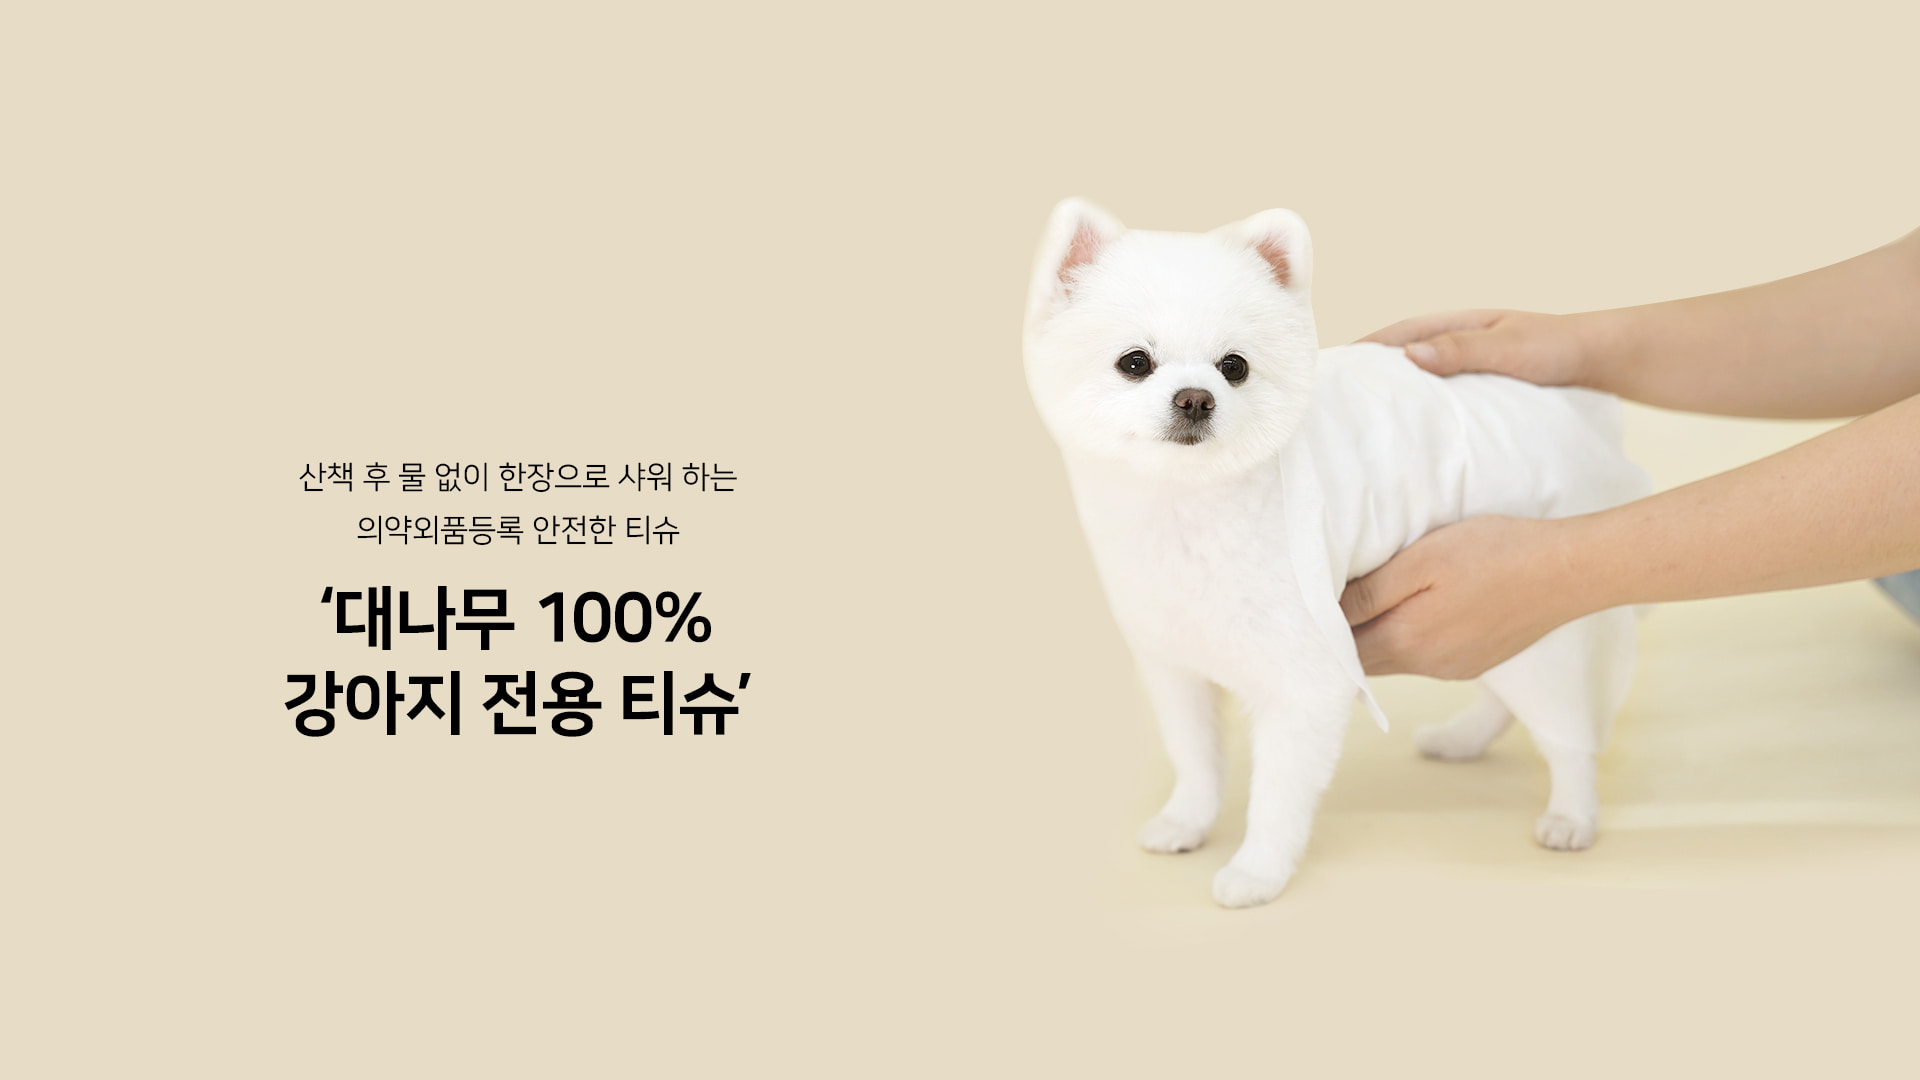 산책 후 물 없이 한장으로 샤워 하는
의약외품등록 안전한 티슈
‘대나무 100%
강아지 전용 티슈’